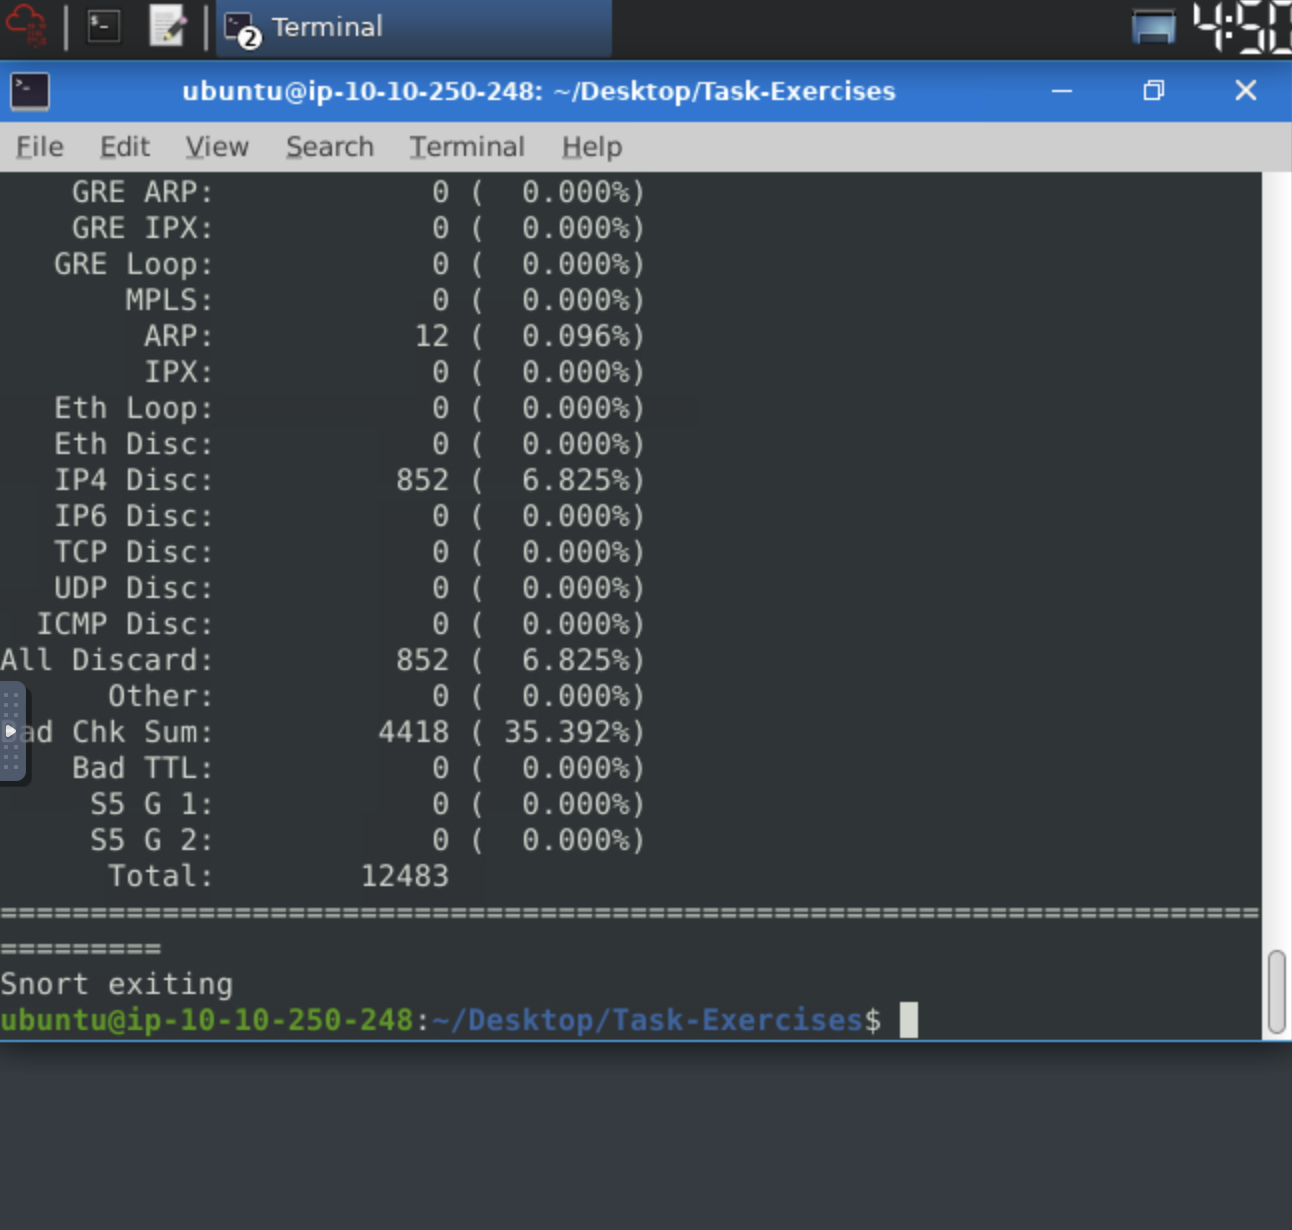 $- Terminal 4:50
2
ubuntu@ip-10-10-250-248: ~/Desktop/Task-Exercises
File Edit View Search Terminal Help
GRE ARP: 0 ( 0.000%)
GRE IPX: 0 ( 0.000%)
GRE Loop: 0 ( 0.000%)
MPLS: 0 ( 0.000%)
ARP: 12 ( 0.096%)
IPX: 0 ( 0.000%)
Eth Loop: 0 ( 0.000%)
Eth Disc: 0 ( 0.000%)
IP4 Disc: 852 ( 6.825%)
IP6 Disc: 0 ( 0.000%)
TCP Disc: 0 ( 0.000%)
UDP Disc: 0 ( 0.000%)
ICMP Disc: 0 ( 0.000%)
All Discard: 852 ( 6.825%)
Other: 0 ( 0.000%)
ad Chk Sum: 4418 ( 35.392%)
Bad TTL: 0 ( 0.000%)
S5 G 1: 0 ( 0.000%)
S5 G 2: 0 ( 0.000%)
Total: 12483
======================================================================
=========
Snort exiting
ubuntu@ip-10-10-250-248:~/Desktop/Task-Exercises$